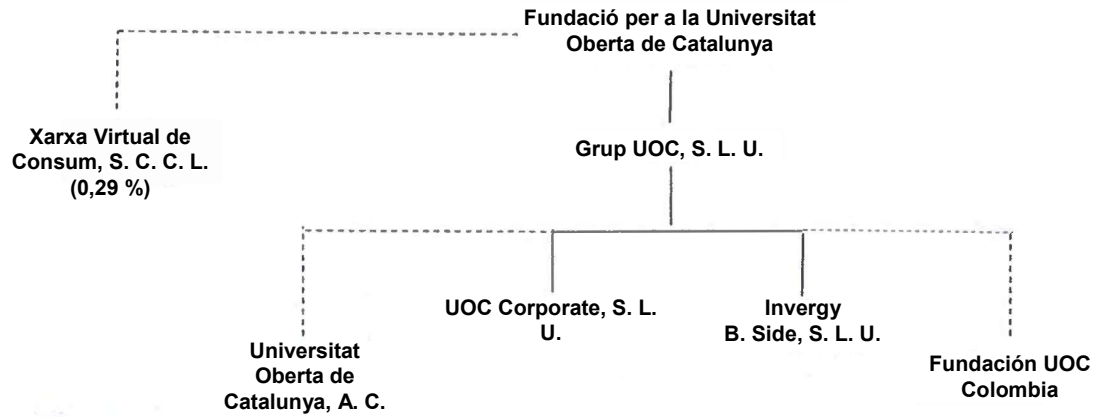 Fundació per a la Universitat
Oberta de Catalunya
Xarxa Virtual de
Consum, S. C. C. L.
(0,29 %)
Grup UOC, S. L. U.
UOC Corporate, S. L.
U.
Invergy
B. Side, S. L. U.
Universitat
Oberta de
Catalunya, A. C.
Fundación UOC
Colombia